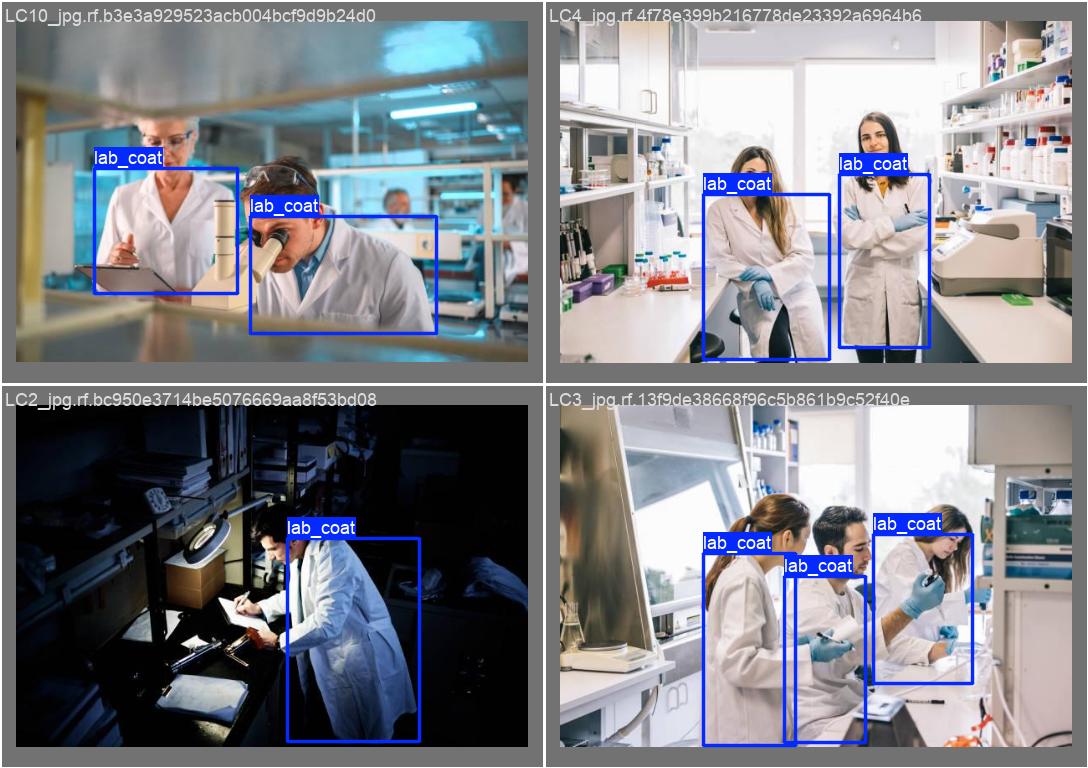 LC10_jpg.rf.b3e3a929523acb004bcf9d9b24d0
lab_coat
lab_coat
LC4_jpg.rf.4f78e399b216778de23392a6964b6
lab_coat
lab_coat
LC2_jpg.rf.bc950e3714be5076669aa8f53bd08
lab_coat
LC3_jpg.rf.13f9de38668f96c5b861b9c52f40e
lab_coat
lab_coat
lab_coat